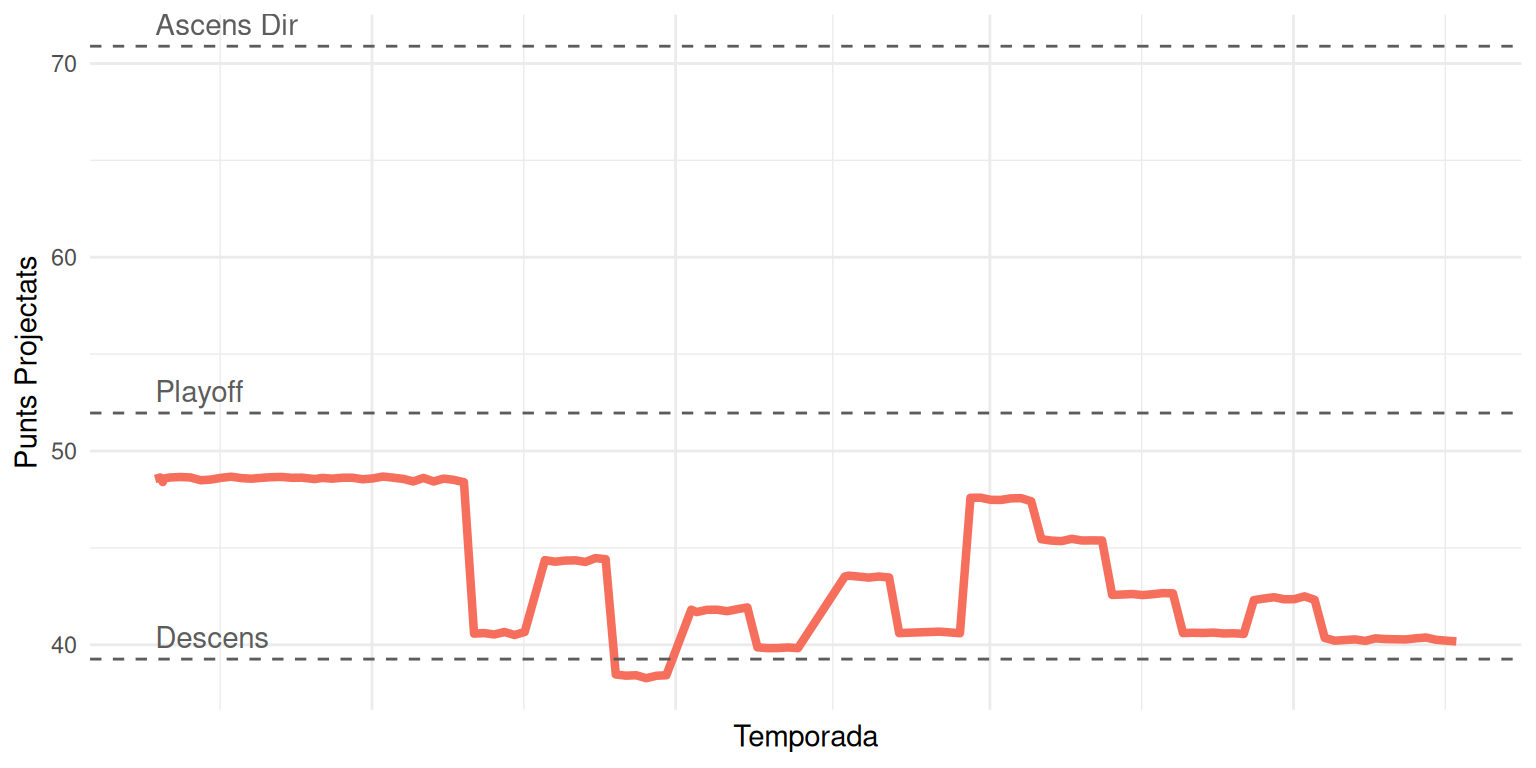 Ascens Dir
70
60
Punts Projectats
Playoff
50
Descens
40
Temporada